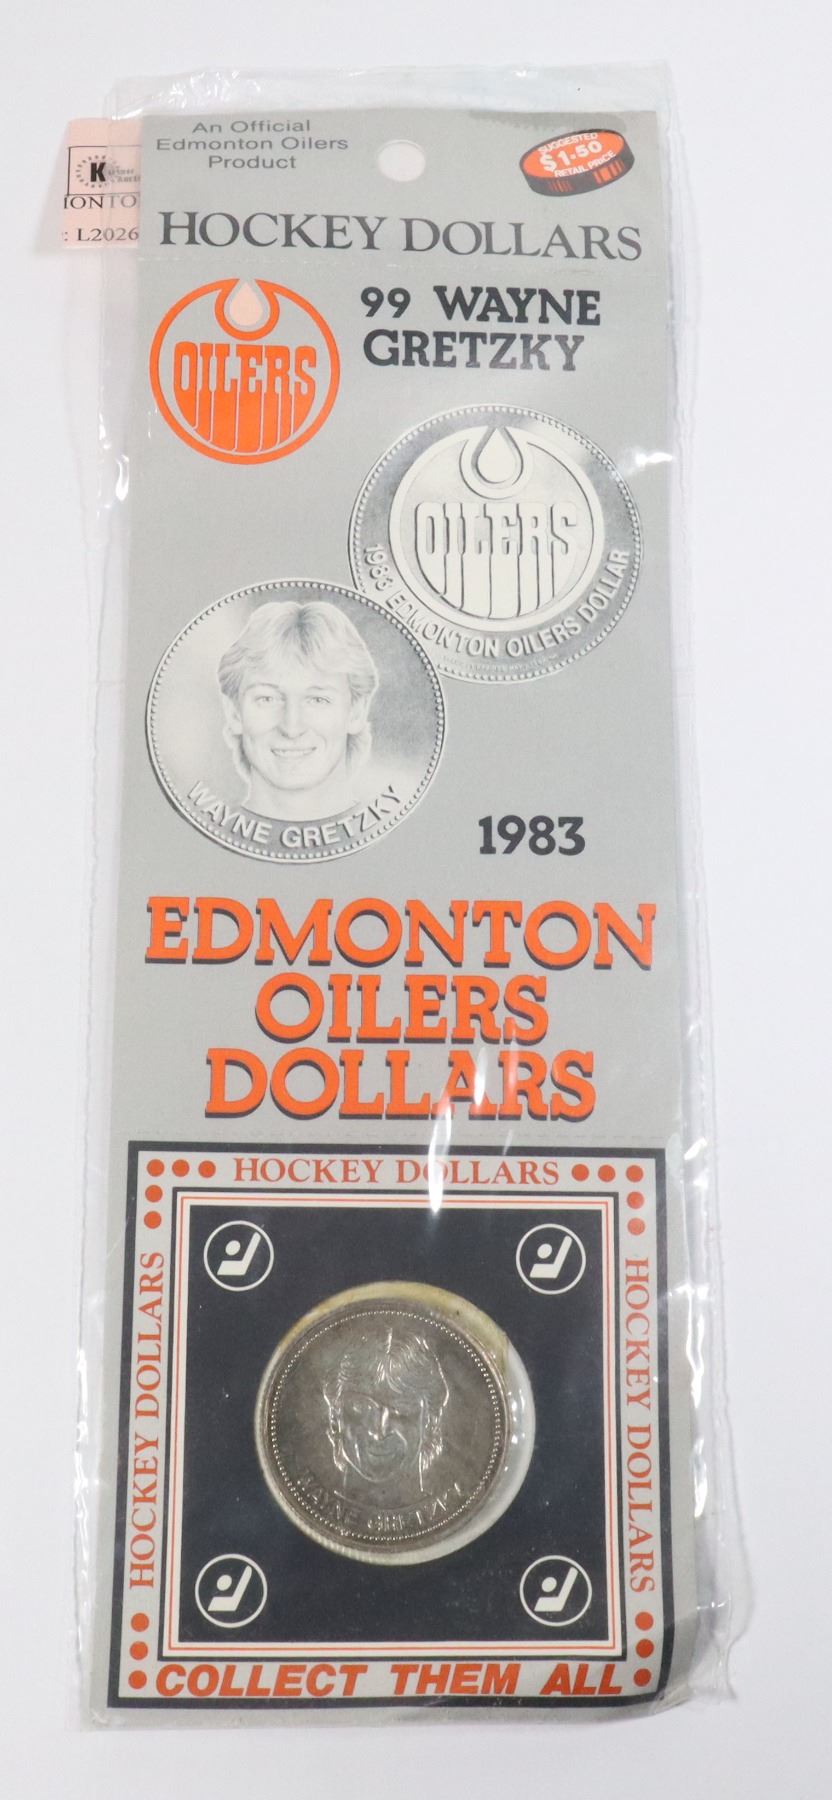 An Official
Edmonton Oilers
Product
SUGGESTED
$1.50
RETAIL PRICE
K
IONTO
: L2026
HOCKEY DOLLARS
OILERS
99 WAYNE
GRETZKY
OILERS
1983 EDMONTON OILERS DOLLAR
WAYNE GRETZKY
1983
EDMONTON
OILERS
DOLLARS
HOCKEY DOLLARS
HOCKEY DOLLARS
HOCKEY DOLLARS
WAYNE GRETZKY
COLLECT THEM ALL